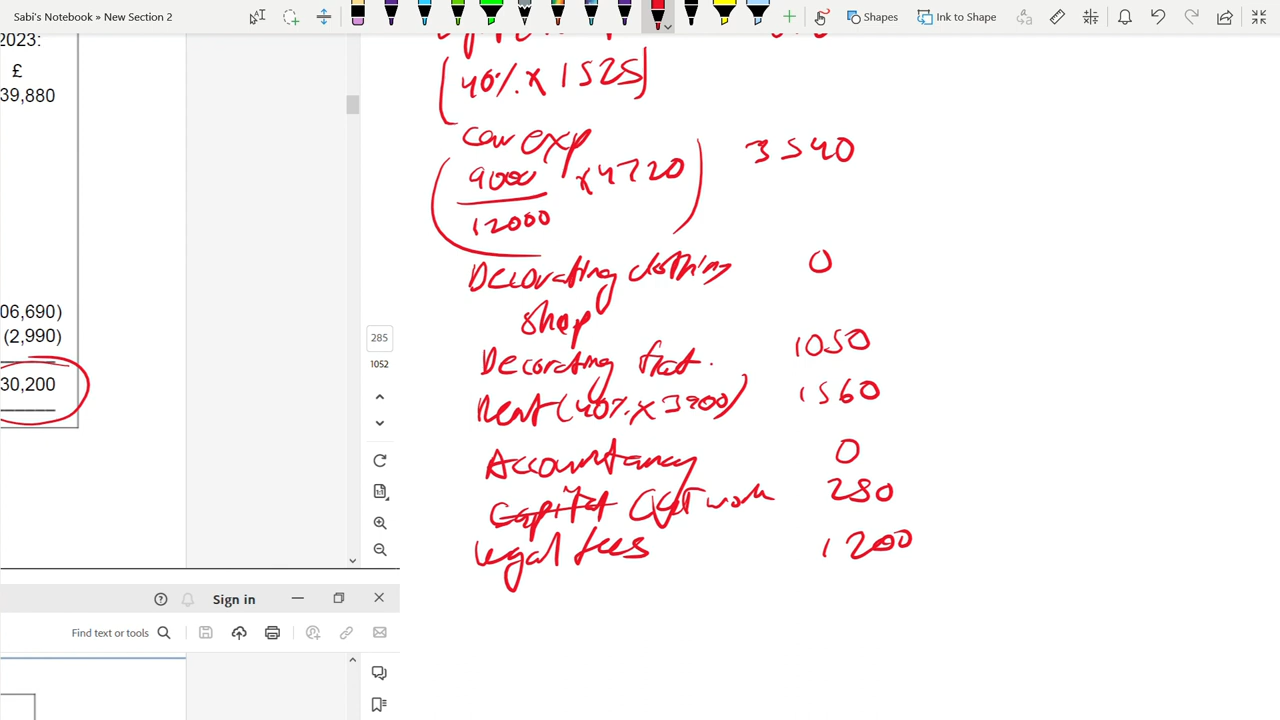 Sabi's Notebook » New Section 2
Shapes
Ink to Shape
2023:
£
39,880
06,690)
(2,990)
30,200
285
1052
Sign in
Find text or tools
(40% x 1525)
car exp
(9000
12000 x 4720) 3540
Decorating clothing 0
shop
Decorating flat. 1050
Rent (40% x 3900) 1560
Accountancy 0
Capital CGT work 280
legal fees 1200